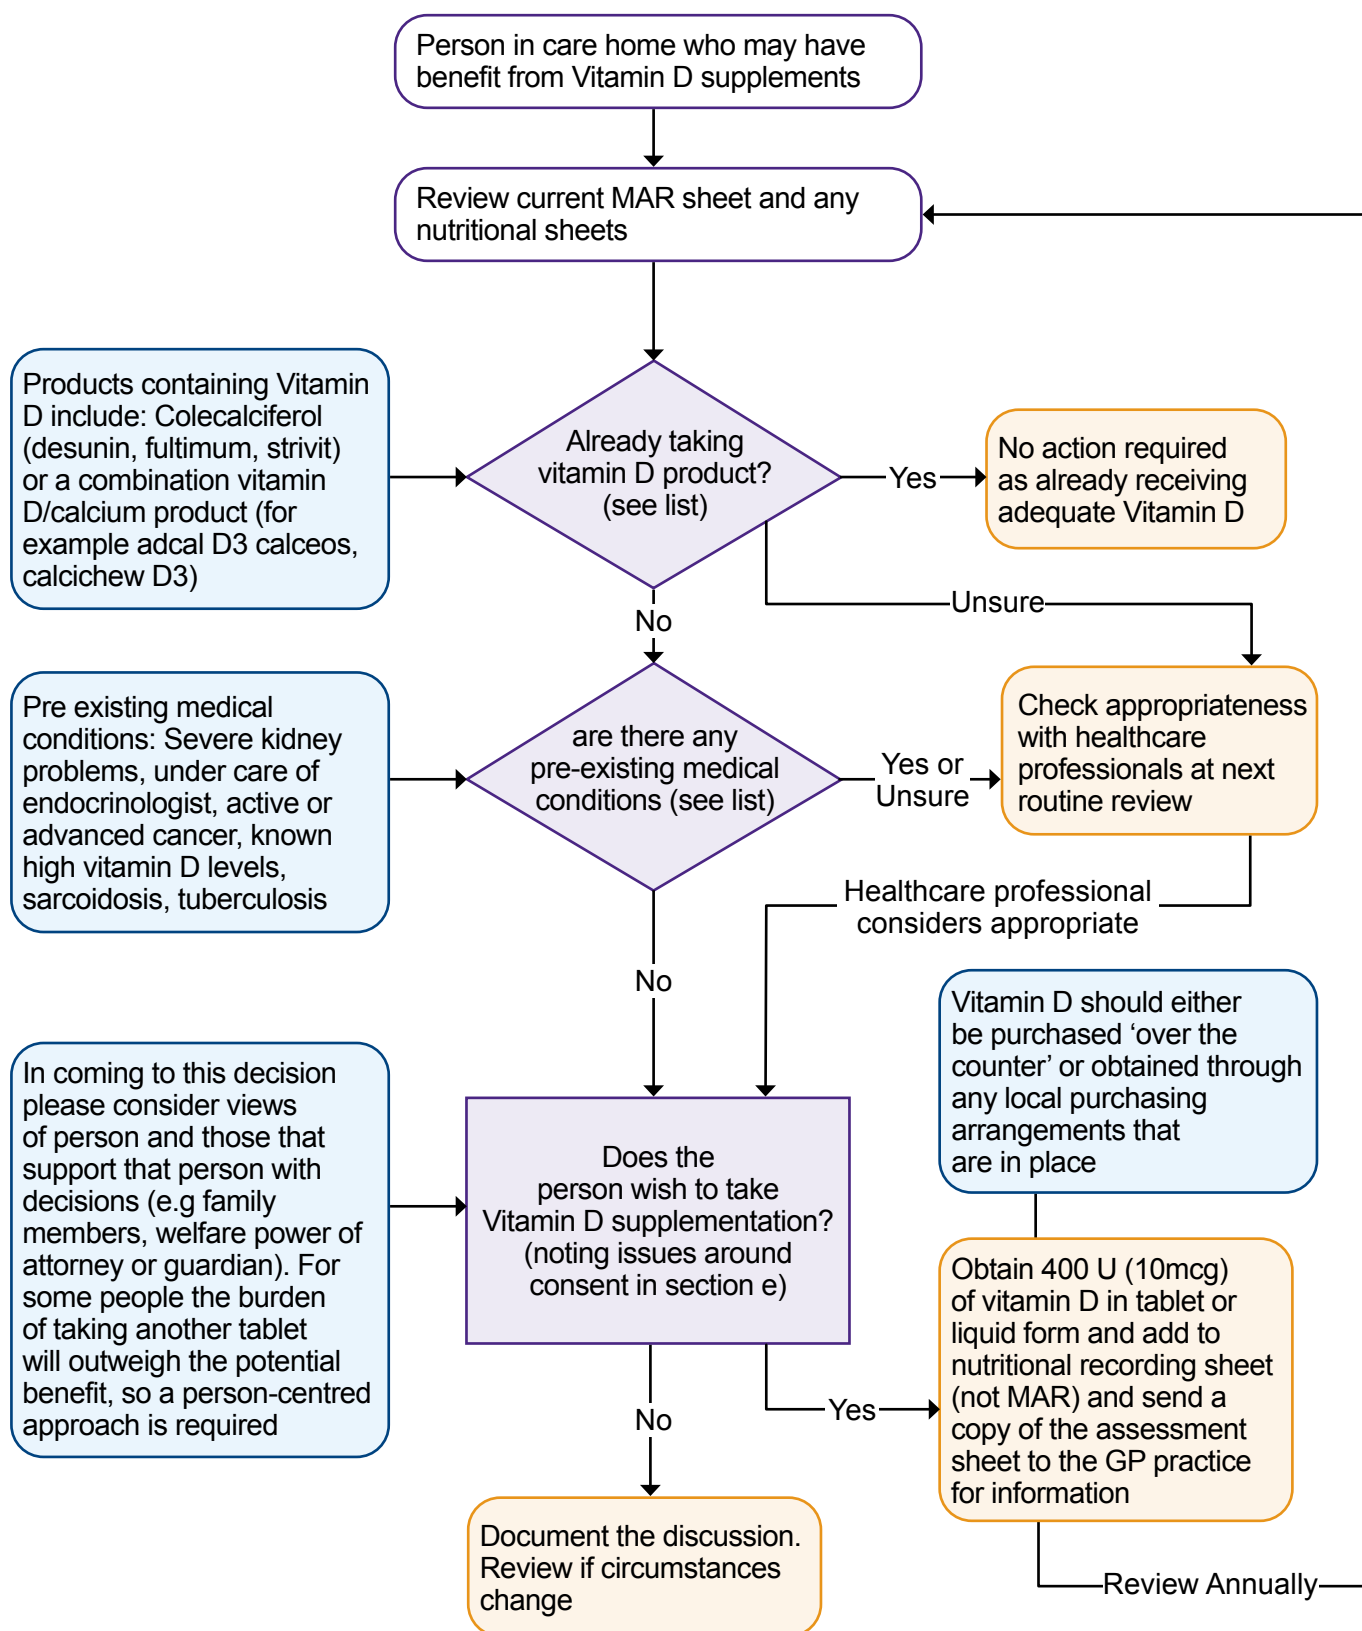 Person in care home who may have
benefit from Vitamin D supplements
Review current MAR sheet and any
nutritional sheets
Products containing Vitamin
D include: Colecalciferol
(desunin, fultimum, strivit)
or a combination vitamin
D/calcium product (for
example adcal D3 calceos,
calcichew D3)
Already taking
vitamin D product?
(see list)
Yes
No action required
as already receiving
adequate Vitamin D
Unsure
No
Pre existing medical
conditions: Severe kidney
problems, under care of
endocrinologist, active or
advanced cancer, known
high vitamin D levels,
sarcoidosis, tuberculosis
are there any
pre-existing medical
conditions (see list)
Yes or
Unsure
Check appropriateness
with healthcare
professionals at next
routine review
Healthcare professional
considers appropriate
No
Vitamin D should either
be purchased ‘over the
counter’ or obtained through
any local purchasing
arrangements that
are in place
In coming to this decision
please consider views
of person and those that
support that person with
decisions (e.g family
members, welfare power of
attorney or guardian). For
some people the burden
of taking another tablet
will outweigh the potential
benefit, so a person-centred
approach is required
Does the
person wish to take
Vitamin D supplementation?
(noting issues around
consent in section e)
Yes
Obtain 400 U (10mcg)
of vitamin D in tablet or
liquid form and add to
nutritional recording sheet
(not MAR) and send a
copy of the assessment
sheet to the GP practice
for information
No
Document the discussion.
Review if circumstances
change
Review Annually